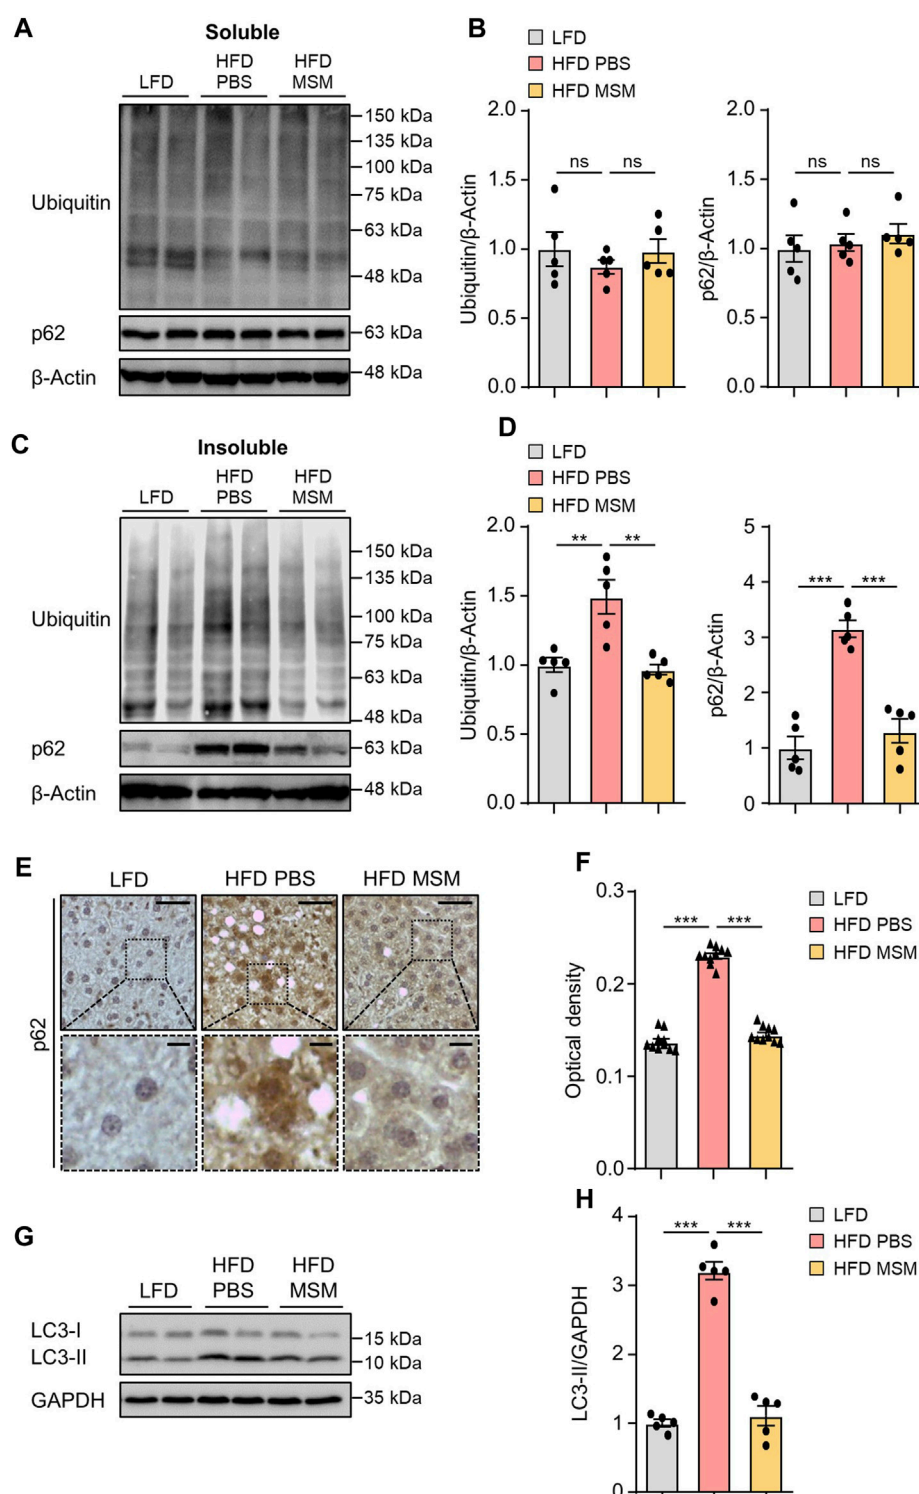 A
Soluble
LFD
HFD
PBS
HFD
MSM
Ubiquitin
150 kDa
135 kDa
100 kDa
75 kDa
63 kDa
48 kDa
p62
63 kDa
β-Actin
48 kDa
B
LFD
HFD PBS
HFD MSM
Ubiquitin/β-Actin
2.0
1.5
1.0
0.5
0.0
ns
ns
p62/β-Actin
2.0
1.5
1.0
0.5
0.0
ns
ns
C
Insoluble
LFD
HFD
PBS
HFD
MSM
Ubiquitin
150 kDa
135 kDa
100 kDa
75 kDa
63 kDa
48 kDa
p62
63 kDa
β-Actin
48 kDa
D
LFD
HFD PBS
HFD MSM
Ubiquitin/β-Actin
2.0
1.5
1.0
0.5
0.0
**
**
p62/β-Actin
5
4
3
2
1
0
***
***
E
LFD
HFD PBS
HFD MSM
p62
F
Optical density
0.3
0.2
0.1
0.0
***
***
LFD
HFD PBS
HFD MSM
G
LFD
HFD
PBS
HFD
MSM
LC3-I
LC3-II
15 kDa
10 kDa
GAPDH
35 kDa
H
LC3-II/GAPDH
4
3
2
1
0
***
***
LFD
HFD PBS
HFD MSM